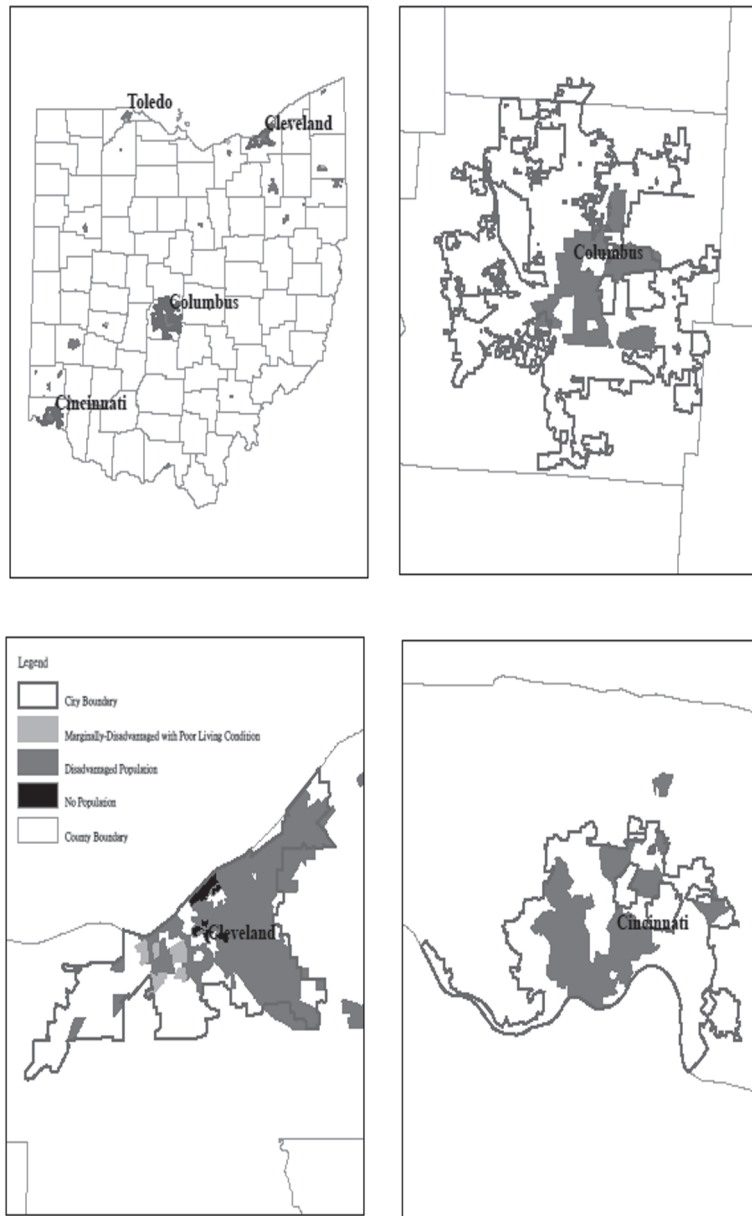 Toledo
Cleveland
Columbus
Cincinnati
Columbus
Legend
City Boundary
Marginally-Disadvantaged with Poor Living Condition
Disadvantaged Population
No Population
County Boundary
Cleveland
Cincinnati